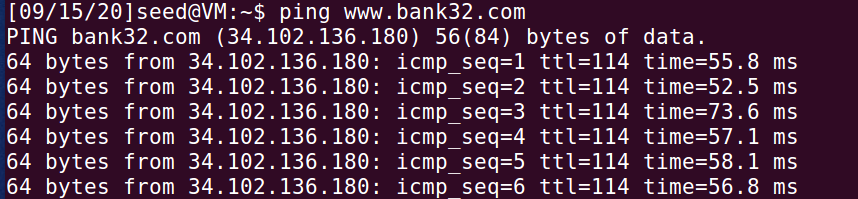 [09/15/20]seed@VM:~$ ping www.bank32.com
PING bank32.com (34.102.136.180) 56(84) bytes of data.
64 bytes from 34.102.136.180: icmp_seq=1 ttl=114 time=55.8 ms
64 bytes from 34.102.136.180: icmp_seq=2 ttl=114 time=52.5 ms
64 bytes from 34.102.136.180: icmp_seq=3 ttl=114 time=73.6 ms
64 bytes from 34.102.136.180: icmp_seq=4 ttl=114 time=57.1 ms
64 bytes from 34.102.136.180: icmp_seq=5 ttl=114 time=58.1 ms
64 bytes from 34.102.136.180: icmp_seq=6 ttl=114 time=56.8 ms